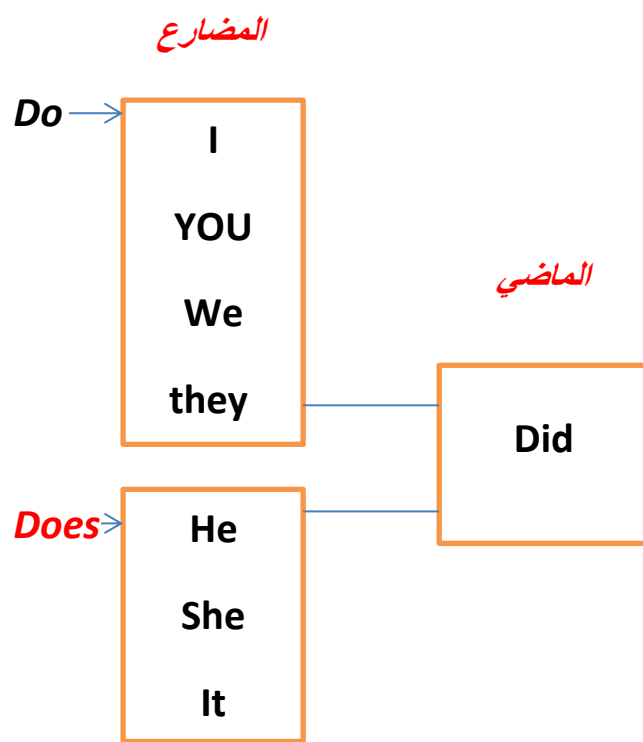 المضارع
Do
I
YOU
We
they
الماضي
Did
Does
He
She
It